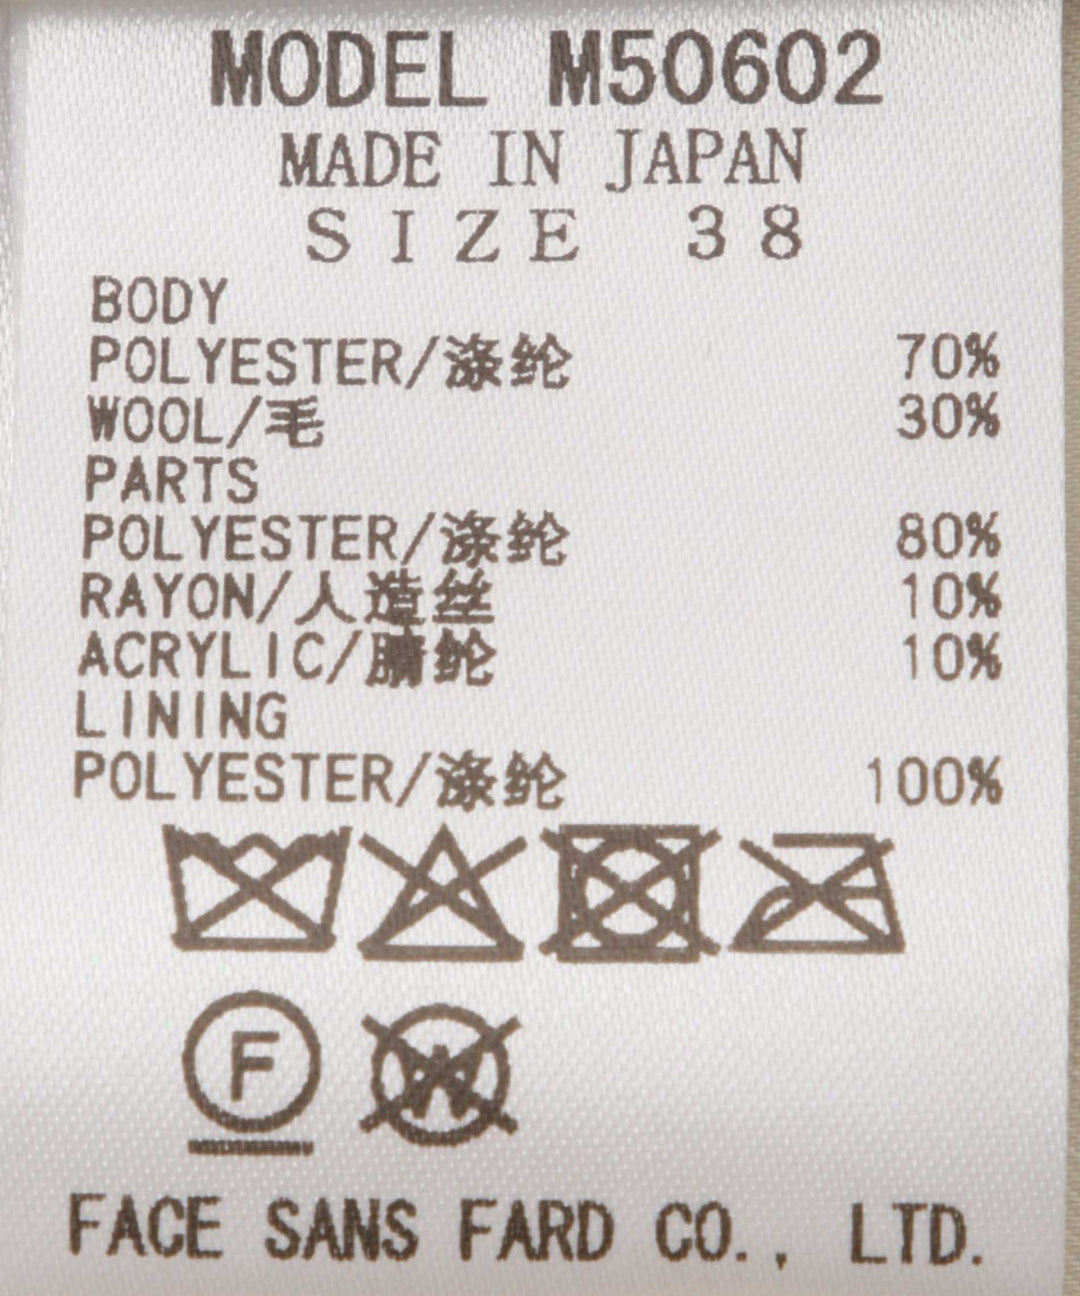 MODEL M50602
MADE IN JAPAN
SIZE 38
BODY
POLYESTER/涤纶 70%
WOOL/毛 30%
PARTS
POLYESTER/涤纶 80%
RAYON/人造丝 10%
ACRYLIC/腈纶 10%
LINING
POLYESTER/涤纶 100%
F W
FACE SANS FARD CO., LTD.